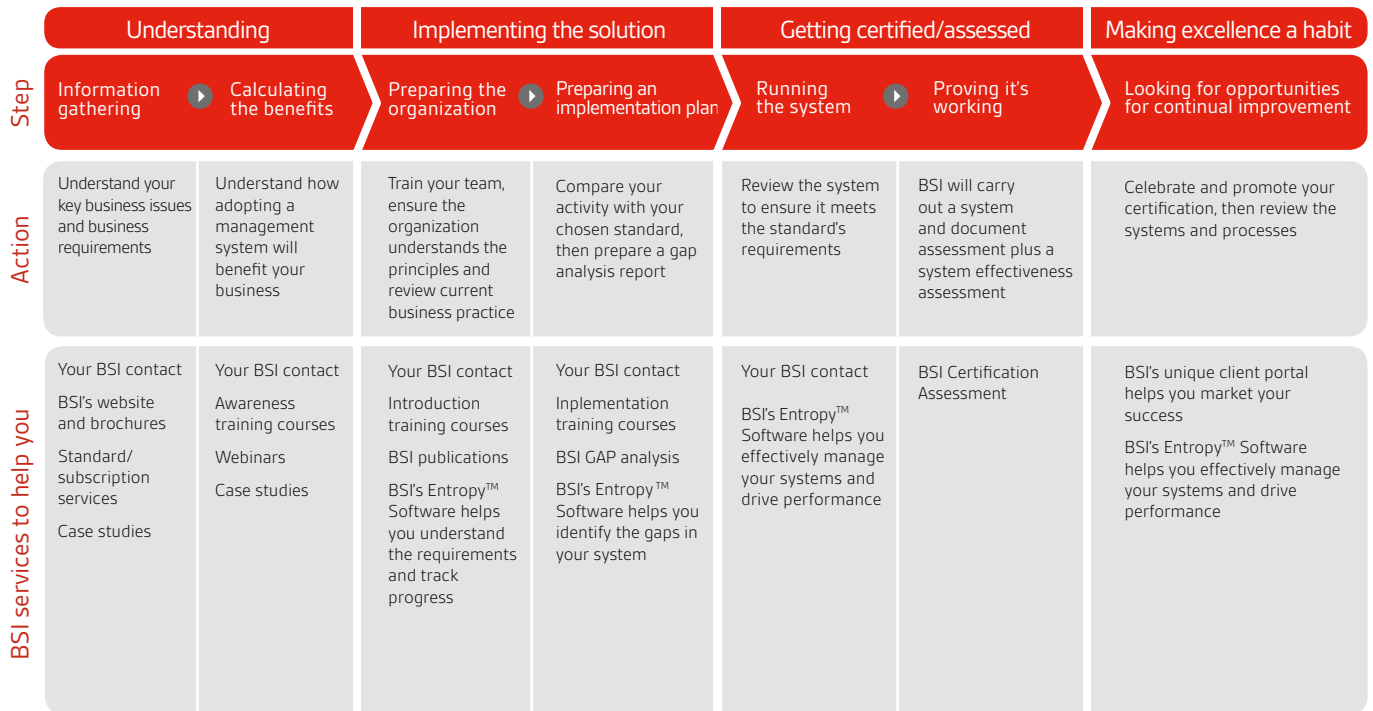 Understanding
Implementing the solution
Getting certified/assessed
Making excellence a habit
Step
Information
gathering
Calculating
the benefits
Preparing the
organization
Preparing an
implementation plan
Running
the system
Proving it's
working
Looking for opportunities
for continual improvement
Action
Understand your
key business issues
and business
requirements
Understand how
adopting a
management
system will
benefit your
business
Train your team,
ensure the
organization
understands the
principles and
review current
business practice
Compare your
activity with your
chosen standard,
then prepare a gap
analysis report
Review the system
to ensure it meets
the standard's
requirements
BSI will carry
out a system
and document
assessment plus a
system effectiveness
assessment
Celebrate and promote your
certification, then review the
systems and processes
BSI services to help you
Your BSI contact
BSI's website
and brochures
Standard/
subscription
services
Case studies
Your BSI contact
Awareness
training courses
Webinars
Case studies
Your BSI contact
Introduction
training courses
BSI publications
BSI's Entropy™
Software helps
you understand
the requirements
and track
progress
Your BSI contact
Inplementation
training courses
BSI GAP analysis
BSI's Entropy™
Software helps you
identify the gaps in
your system
Your BSI contact
BSI's Entropy™
Software helps you
effectively manage
your systems and
drive performance
BSI Certification
Assessment
BSI's unique client portal
helps you market your
success
BSI's Entropy™ Software
helps you effectively manage
your systems and drive
performance